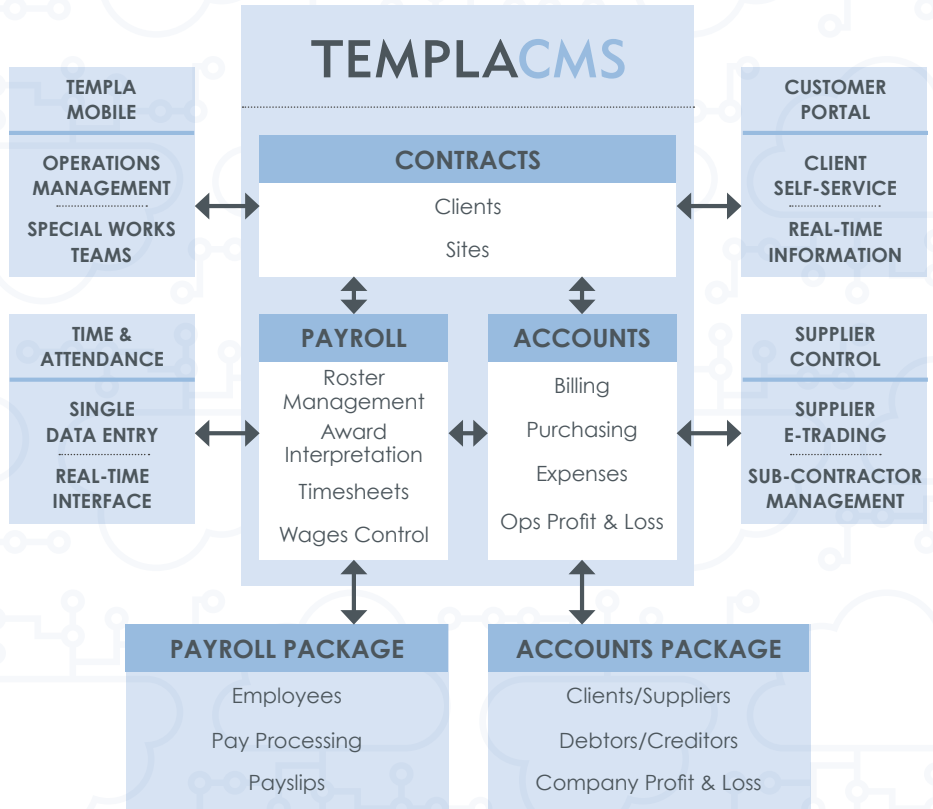 TEMPLACMS
TEMPLA
MOBILE
OPERATIONS
MANAGEMENT
SPECIAL WORKS
TEAMS
CONTRACTS
Clients
Sites
CUSTOMER
PORTAL
CLIENT
SELF-SERVICE
REAL-TIME
INFORMATION
TIME &
ATTENDANCE
SINGLE
DATA ENTRY
REAL-TIME
INTERFACE
PAYROLL
Roster
Management
Award
Interpretation
Timesheets
Wages Control
ACCOUNTS
Billing
Purchasing
Expenses
Ops Profit & Loss
SUPPLIER
CONTROL
SUPPLIER
E-TRADING
SUB-CONTRACTOR
MANAGEMENT
PAYROLL PACKAGE
Employees
Pay Processing
Payslips
ACCOUNTS PACKAGE
Clients/Suppliers
Debtors/Creditors
Company Profit & Loss